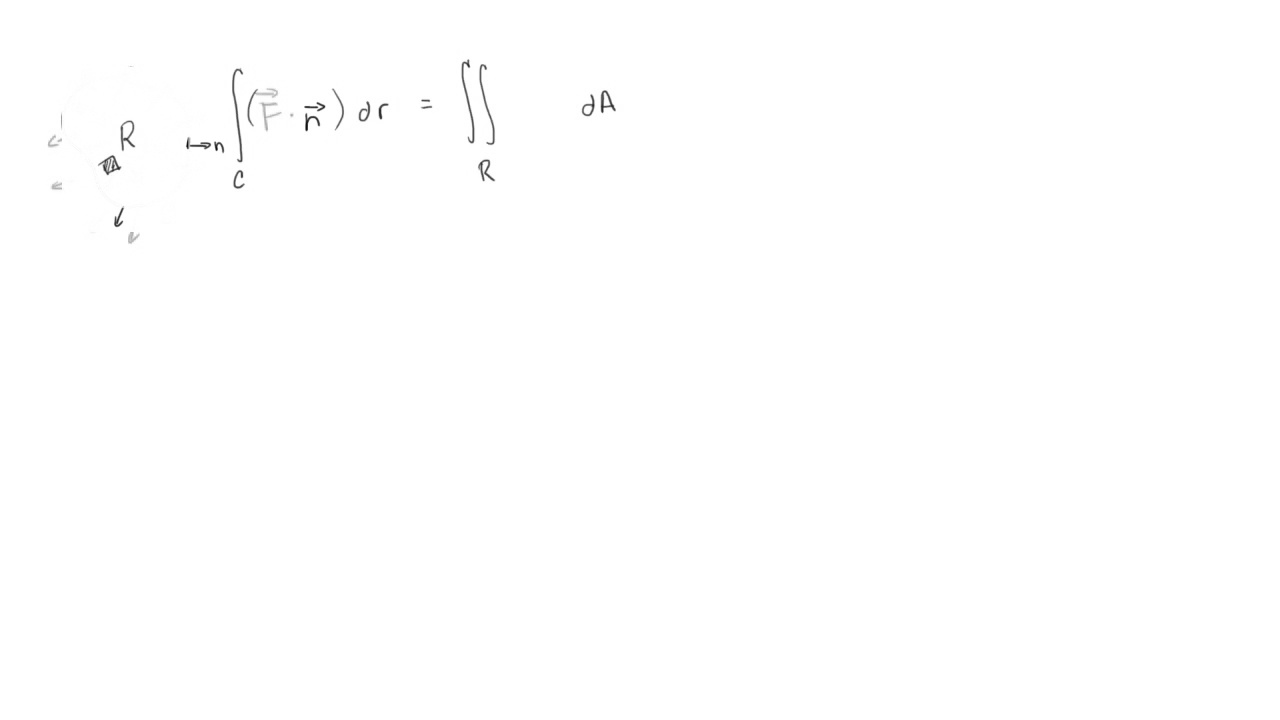 R
→n ∫_C (F⃗ · n⃗) dr = ∬_R dA